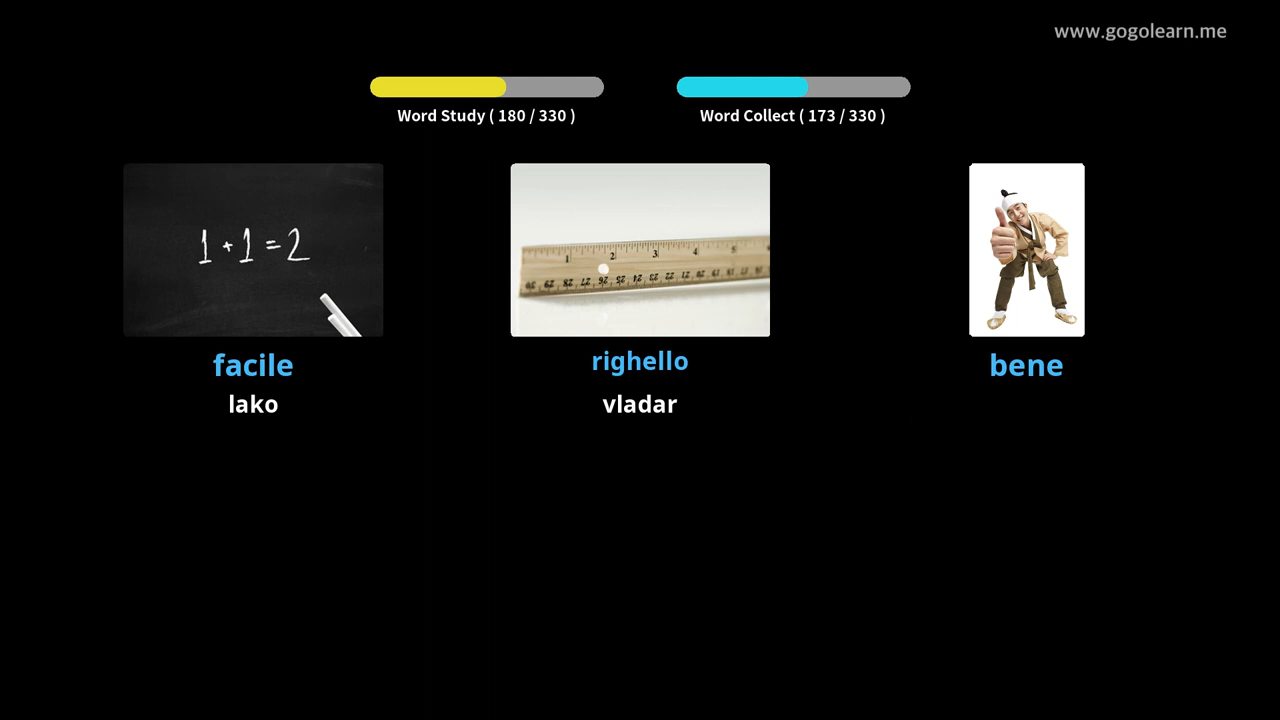 www.gogolearn.me
Word Study ( 180 / 330 )
Word Collect ( 173 / 330 )
1 + 1 = 2
facile
lako
righello
vladar
bene